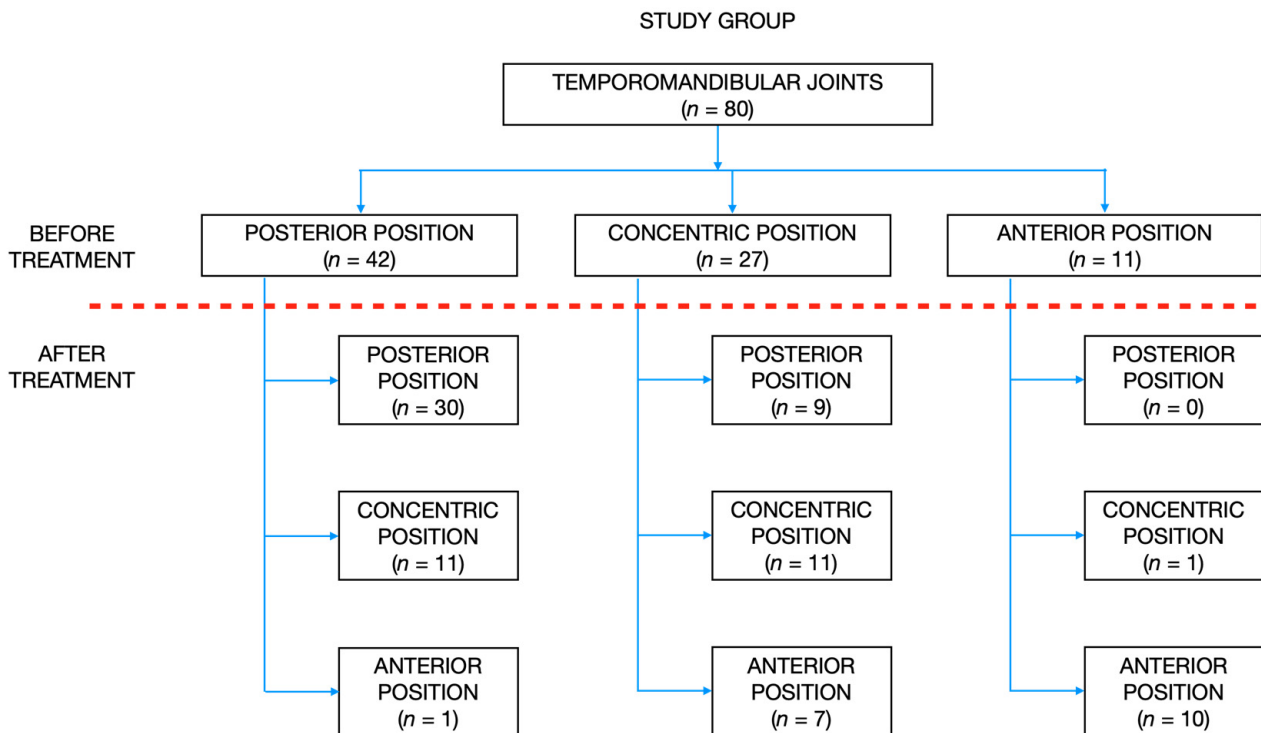 STUDY GROUP
TEMPOROMANDIBULAR JOINTS
(n = 80)
BEFORE
TREATMENT
POSTERIOR POSITION
(n = 42)
CONCENTRIC POSITION
(n = 27)
ANTERIOR POSITION
(n = 11)
AFTER
TREATMENT
POSTERIOR
POSITION
(n = 30)
POSTERIOR
POSITION
(n = 9)
POSTERIOR
POSITION
(n = 0)
CONCENTRIC
POSITION
(n = 11)
CONCENTRIC
POSITION
(n = 11)
CONCENTRIC
POSITION
(n = 1)
ANTERIOR
POSITION
(n = 1)
ANTERIOR
POSITION
(n = 7)
ANTERIOR
POSITION
(n = 10)